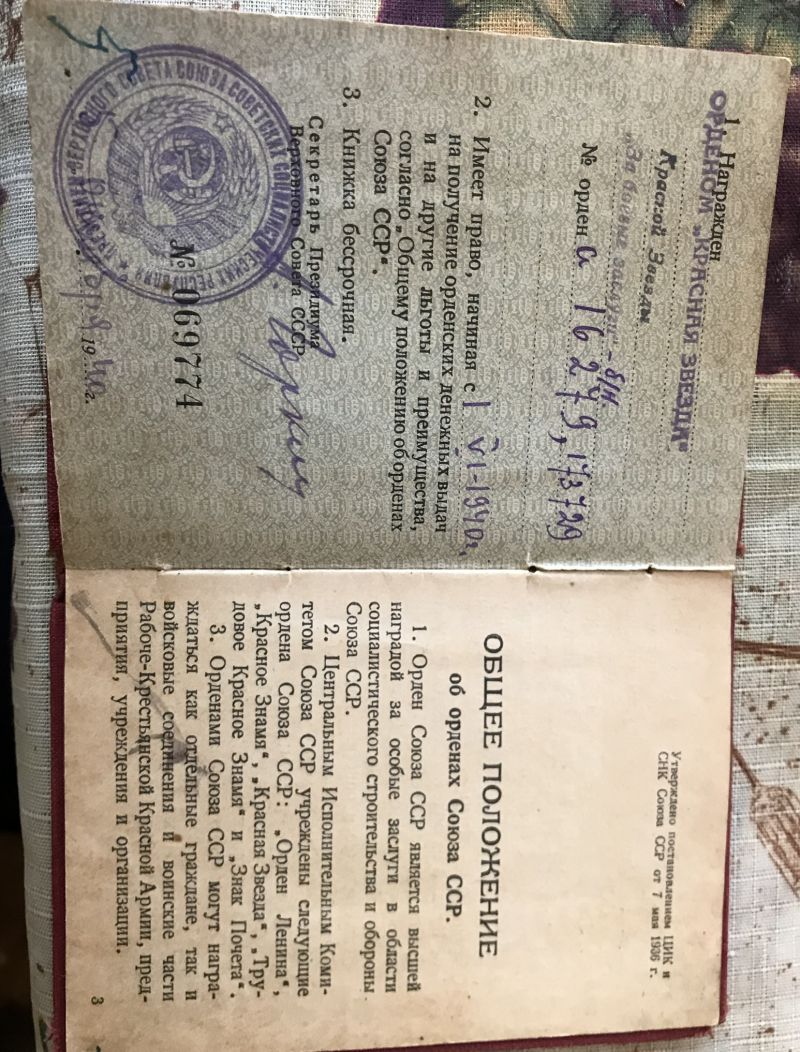 1. Награжден
ОРДЕНОМ „КРАСНАЯ ЗВЕЗДА"
Красной Звезды
„За боевые заслуги" - б/н
№ орден а 16279, 173729
2. Имеет право, начиная с 1 VI-1940г,
на получение орденских денежных выдач
и на другие льготы и преимущества,
согласно „Общему положению об орденах
Союза ССР".
3. Книжка бессрочная.
Секретарь Президиума
Верховного Совета СССР
№ 069774
1940г.
Утверждено постановлением ЦИК и
СНК Союза ССР от 7 мая 1936 г.
ОБЩЕЕ ПОЛОЖЕНИЕ
об орденах Союза ССР.
1. Орден Союза ССР является высшей
наградой за особые заслуги в области
социалистического строительства и обороны
Союза ССР.
2. Центральным Исполнительным Коми-
тетом Союза ССР учреждены следующие
ордена Союза ССР: „Орден Ленина",
„Красное Знамя", „Красная Звезда", „Тру-
довое Красное Знамя" и „Знак Почета".
3. Орденами Союза ССР могут награ-
ждаться как отдельные граждане, так и
войсковые соединения и воинские части
Рабоче-Крестьянской Красной Армии, пред-
приятия, учреждения и организации.
3